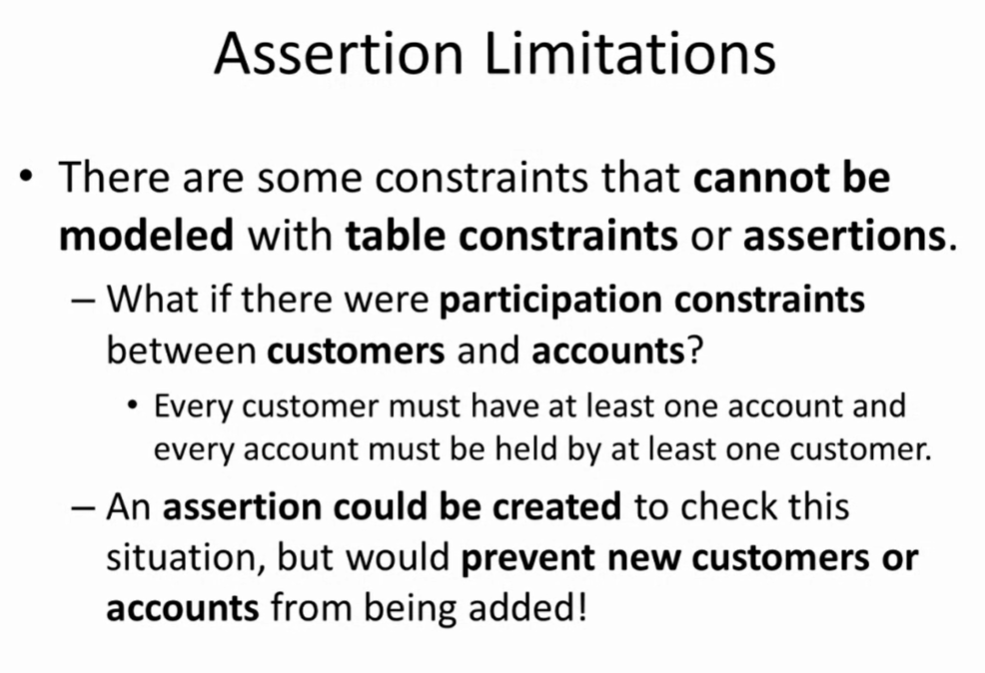 Assertion Limitations
• There are some constraints that cannot be
modeled with table constraints or assertions.
– What if there were participation constraints
between customers and accounts?
• Every customer must have at least one account and
every account must be held by at least one customer.
– An assertion could be created to check this
situation, but would prevent new customers or
accounts from being added!